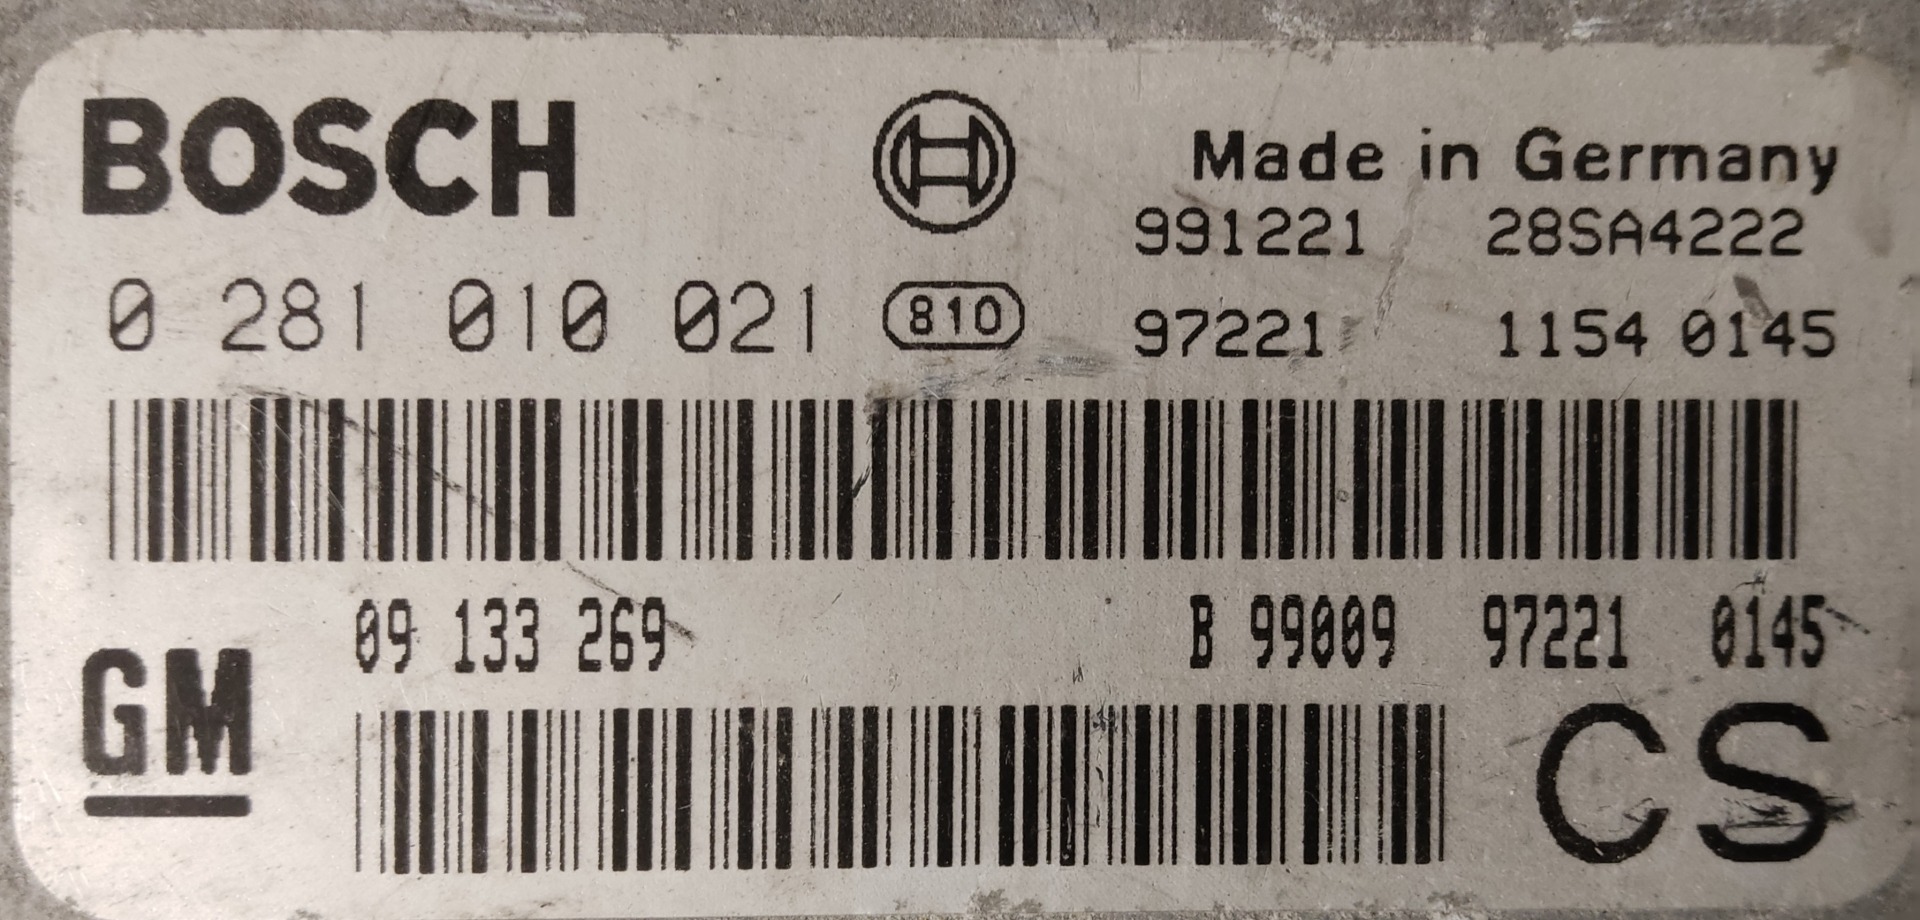 BOSCH Made in Germany
991221 28SA4222
0 281 010 021 810 97221 1154 0145
09 133 269 B 99009 97221 0145
GM CS